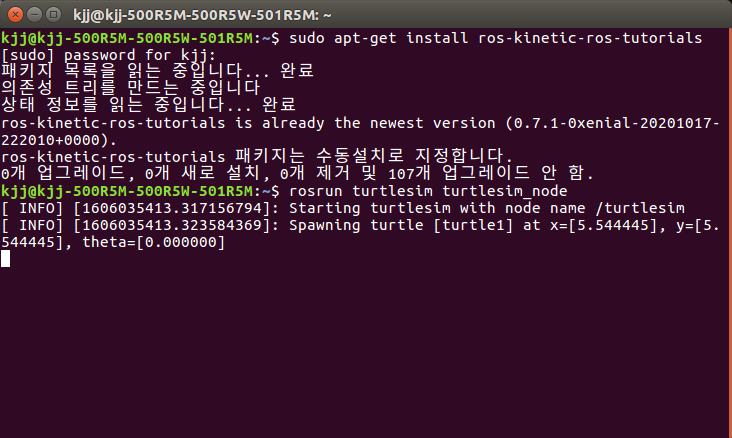 kjj@kjj-500R5M-500R5W-501R5M: ~
kjj@kjj-500R5M-500R5W-501R5M:~$ sudo apt-get install ros-kinetic-ros-tutorials
[sudo] password for kjj:
패키지 목록을 읽는 중입니다... 완료
의존성 트리를 만드는 중입니다
상태 정보를 읽는 중입니다... 완료
ros-kinetic-ros-tutorials is already the newest version (0.7.1-0xenial-20201017-
222010+0000).
ros-kinetic-ros-tutorials 패키지는 수동설치로 지정합니다.
0개 업그레이드, 0개 새로 설치, 0개 제거 및 107개 업그레이드 안 함.
kjj@kjj-500R5M-500R5W-501R5M:~$ rosrun turtlesim turtlesim_node
[ INFO] [1606035413.317156794]: Starting turtlesim with node name /turtlesim
[ INFO] [1606035413.323584369]: Spawning turtle [turtle1] at x=[5.544445], y=[5.
544445], theta=[0.000000]